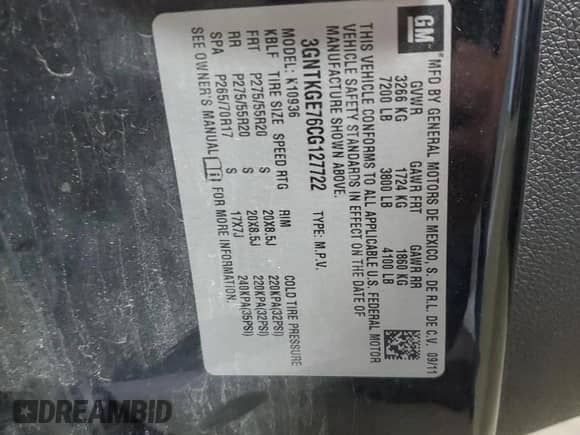 GM
MFD BY GENERAL MOTORS DE MEXICO S. DE R.L. DE C.V. 09/11
GVWR GAWR FRT GAWR RR
3266 KG 1724 KG 1860 KG
7200 LB 3800 LB 4100 LB
THIS VEHICLE CONFORMS TO ALL APPLICABLE U.S. FEDERAL MOTOR
VEHICLE SAFETY STANDARDS IN EFFECT ON THE DATE OF
MANUFACTURE SHOWN ABOVE.
3GNTKGE76CG127722 TYPE: M.P.V.
MODEL: K10936
KBLF TIRE SIZE SPEED RTG RIM COLD TIRE PRESSURE
FRT P275/55R20 S 20X8.5J 220KPA(32PSI)
RR P275/55R20 S 20X8.5J 220KPA(32PSI)
SPA P265/70R17 S 17X7J 240KPA(35PSI)
SEE OWNER'S MANUAL FOR MORE INFORMATION.
DREAMBID